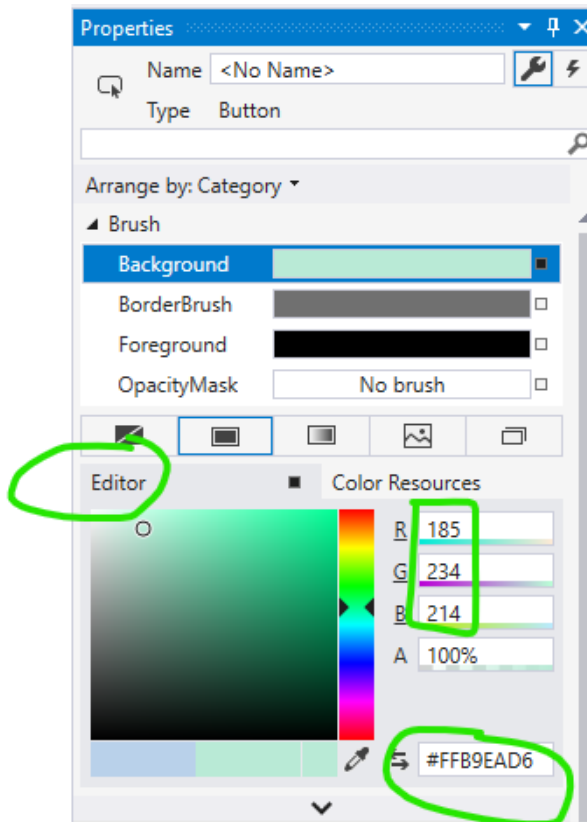 Properties
Name <No Name>
Type Button
Arrange by: Category
Brush
Background
BorderBrush
Foreground
OpacityMask No brush
Editor Color Resources
R 185
G 234
B 214
A 100%
#FFB9EAD6